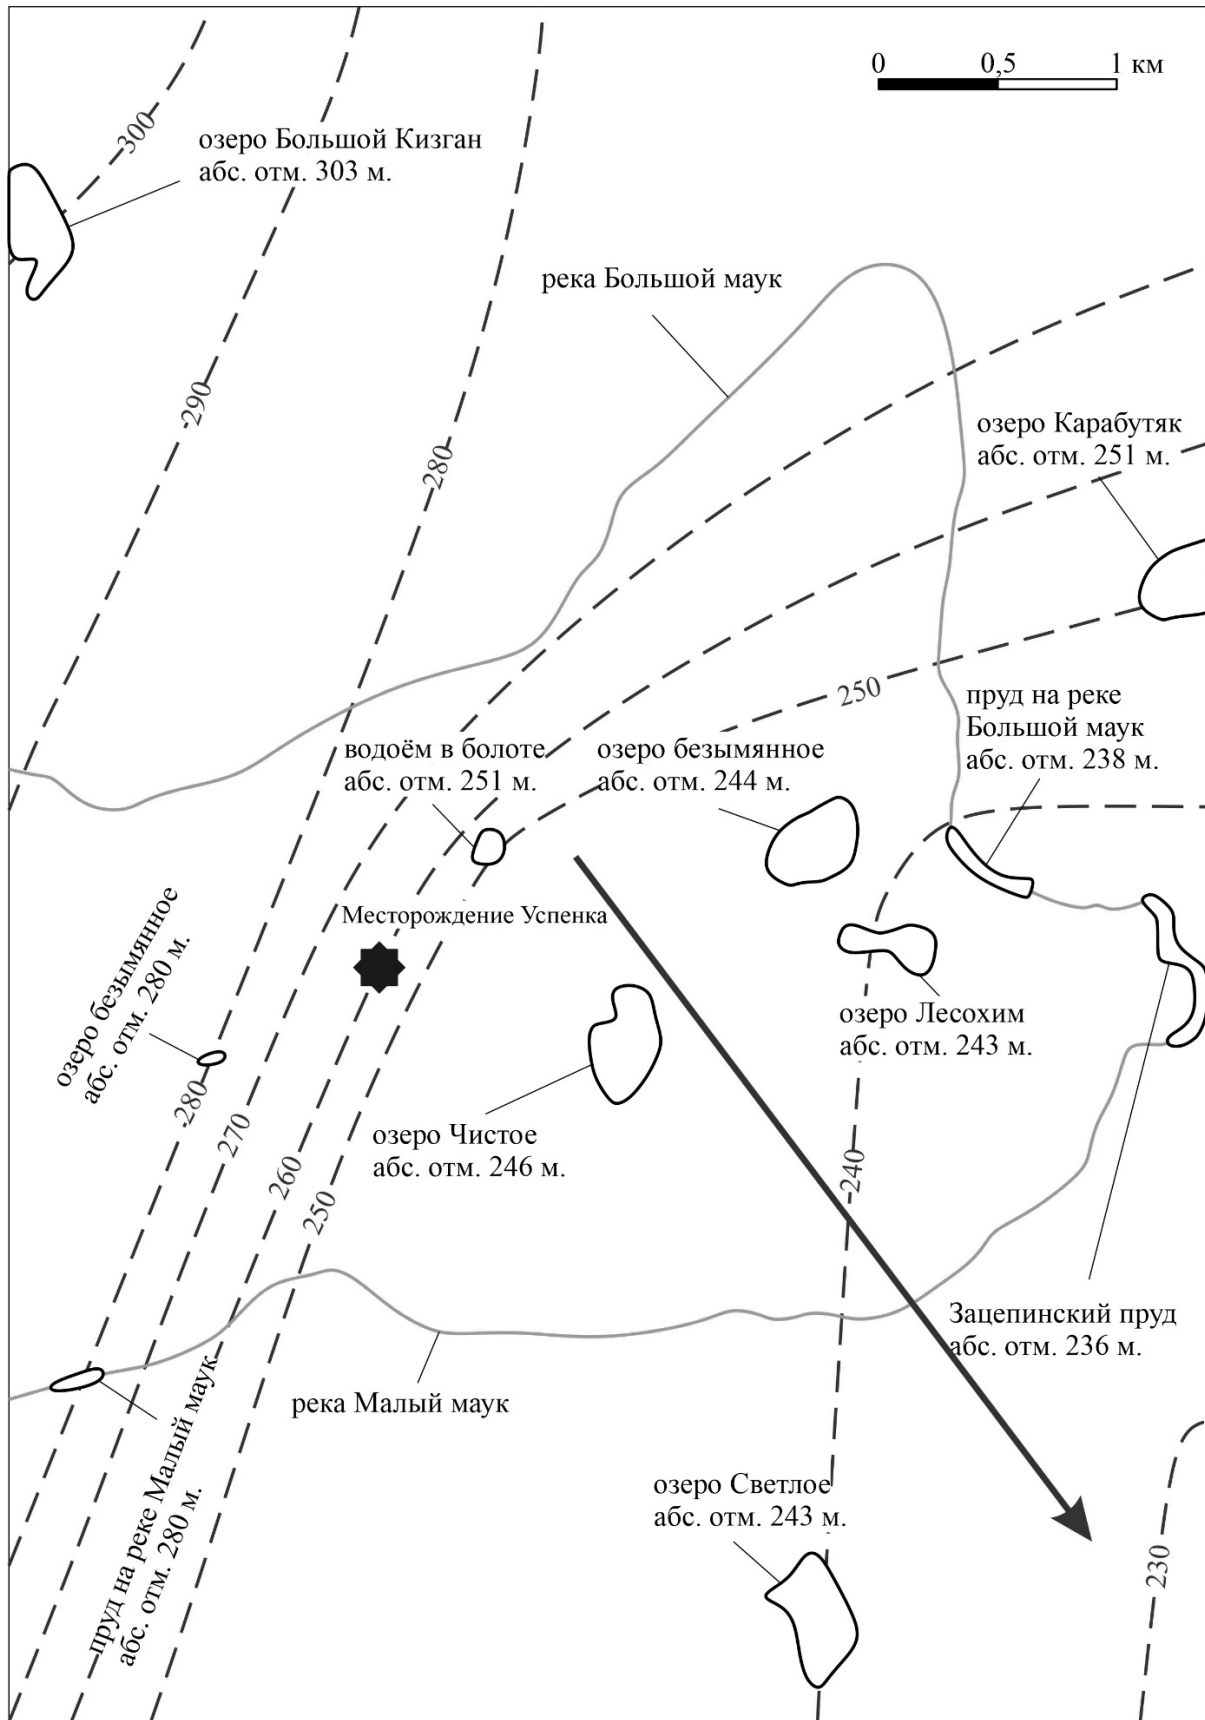 0 0,5 1 км
300
озеро Большой Кизган
абс. отм. 303 м.
река Большой маук
290
280
озеро Карабутяк
абс. отм. 251 м.
250
пруд на реке
Большой маук
абс. отм. 238 м.
водоём в болоте
абс. отм. 251 м.
озеро безымянное
абс. отм. 244 м.
Месторождение Успенка
озеро безымянное
абс. отм. 280 м.
озеро Лесохим
абс. отм. 243 м.
280
270
260
250
озеро Чистое
абс. отм. 246 м.
240
Зацепинский пруд
абс. отм. 236 м.
река Малый маук
пруд на реке Малый маук
абс. отм. 280 м.
озеро Светлое
абс. отм. 243 м.
230